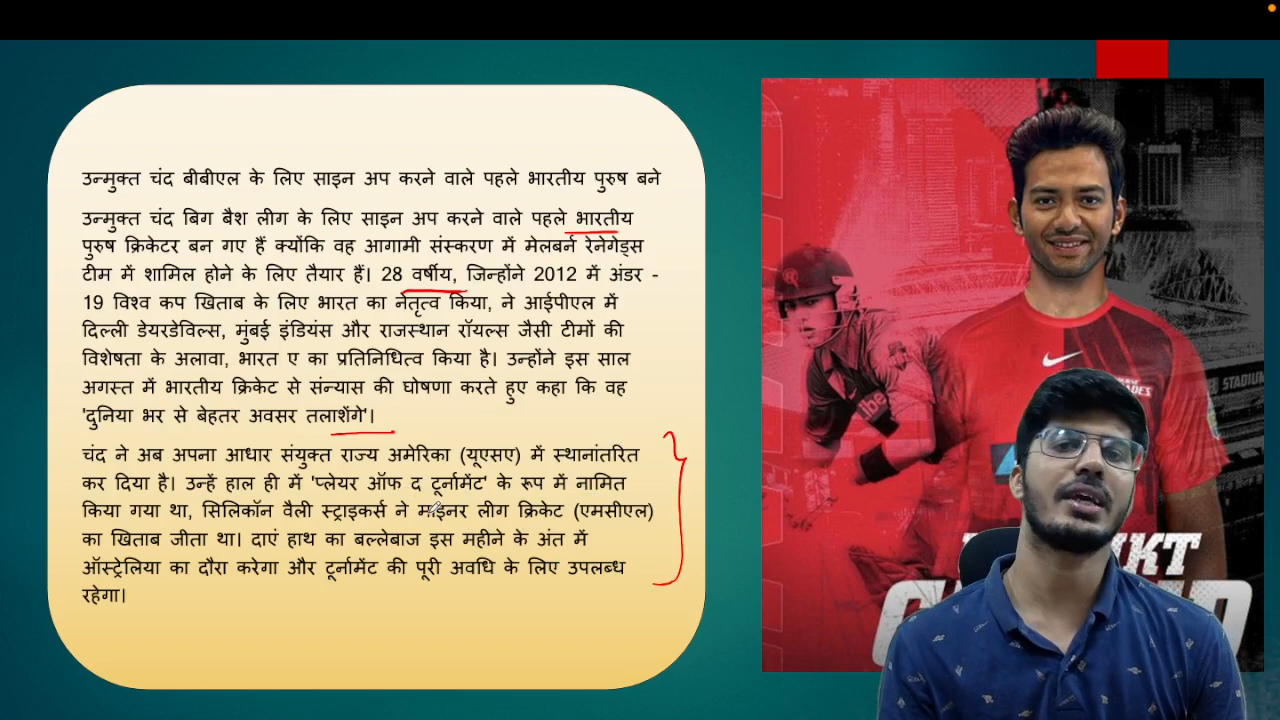 उन्मुक्त चंद बीबीएल के लिए साइन अप करने वाले पहले भारतीय पुरुष बने
उन्मुक्त चंद बिग बैश लीग के लिए साइन अप करने वाले पहले भारतीय
पुरुष क्रिकेटर बन गए हैं क्योंकि वह आगामी संस्करण में मेलबर्न रेनेगेड्स
टीम में शामिल होने के लिए तैयार हैं। 28 वर्षीय, जिन्होंने 2012 में अंडर -
19 विश्व कप खिताब के लिए भारत का नेतृत्व किया, ने आईपीएल में
दिल्ली डेयरडेविल्स, मुंबई इंडियंस और राजस्थान रॉयल्स जैसी टीमों की
विशेषता के अलावा, भारत ए का प्रतिनिधित्व किया है। उन्होंने इस साल
अगस्त में भारतीय क्रिकेट से संन्यास की घोषणा करते हुए कहा कि वह
'दुनिया भर से बेहतर अवसर तलाशेंगे'।
चंद ने अब अपना आधार संयुक्त राज्य अमेरिका (यूएसए) में स्थानांतरित
कर दिया है। उन्हें हाल ही में 'प्लेयर ऑफ द टूर्नामेंट' के रूप में नामित
किया गया था, सिलिकॉन वैली स्ट्राइकर्स ने माइनर लीग क्रिकेट (एमसीएल)
का खिताब जीता था। दाएं हाथ का बल्लेबाज इस महीने के अंत में
ऑस्ट्रेलिया का दौरा करेगा और टूर्नामेंट की पूरी अवधि के लिए उपलब्ध
रहेगा।